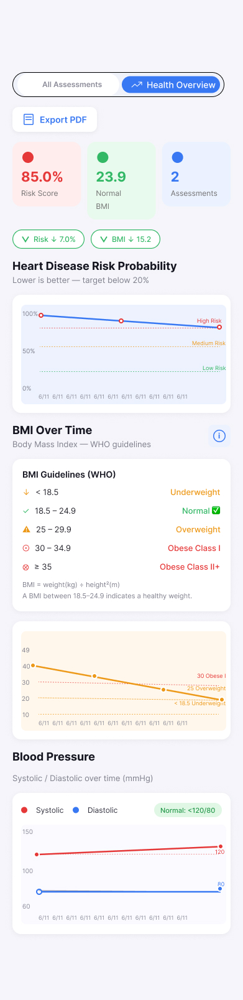 All Assessments
Health Overview
Export PDF
85.0%
Risk Score
23.9
Normal
BMI
2
Assessments
Risk ↓ 7.0%
BMI ↓ 15.2
Heart Disease Risk Probability
Lower is better — target below 20%
100%
High Risk
Medium Risk
50%
Low Risk
0%
6/11 6/11 6/11 6/11 6/11 6/11 6/11 6/11 6/11 6/11 6/11
BMI Over Time
Body Mass Index — WHO guidelines
BMI Guidelines (WHO)
< 18.5 Underweight
18.5 – 24.9 Normal ✅
25 – 29.9 Overweight
30 – 34.9 Obese Class I
≥ 35 Obese Class II+
BMI = weight(kg) ÷ height²(m)
A BMI between 18.5–24.9 indicates a healthy weight.
49
40
30 Obese I
30
25 Overweight
20
< 18.5 Underweight
10
6/11 6/11 6/11 6/11 6/11 6/11 6/11 6/11 6/11 6/11 6/11
Blood Pressure
Systolic / Diastolic over time (mmHg)
Systolic Diastolic Normal: <120/80
150
120
100
80
60
6/11 6/11 6/11 6/11 6/11 6/11 6/11 6/11 6/11 6/11 6/11